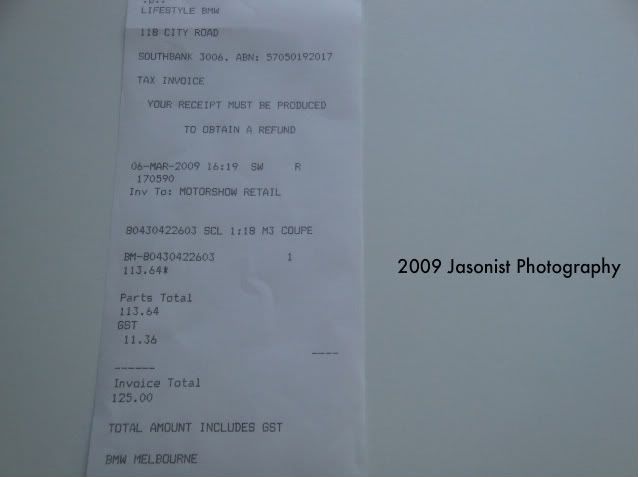 LIFESTYLE BMW
118 CITY ROAD
SOUTHBANK 3006. ABN: 57050192017
TAX INVOICE
YOUR RECEIPT MUST BE PRODUCED
TO OBTAIN A REFUND
06-MAR-2009 16:19 SW R
170590
Inv To: MOTORSHOW RETAIL
80430422603 SCL 1:18 M3 COUPE
BM-80430422603 1
113.64*
Parts Total
113.64
GST
11.36
----
------
Invoice Total
125.00
TOTAL AMOUNT INCLUDES GST
BMW MELBOURNE
2009 Jasonist Photography